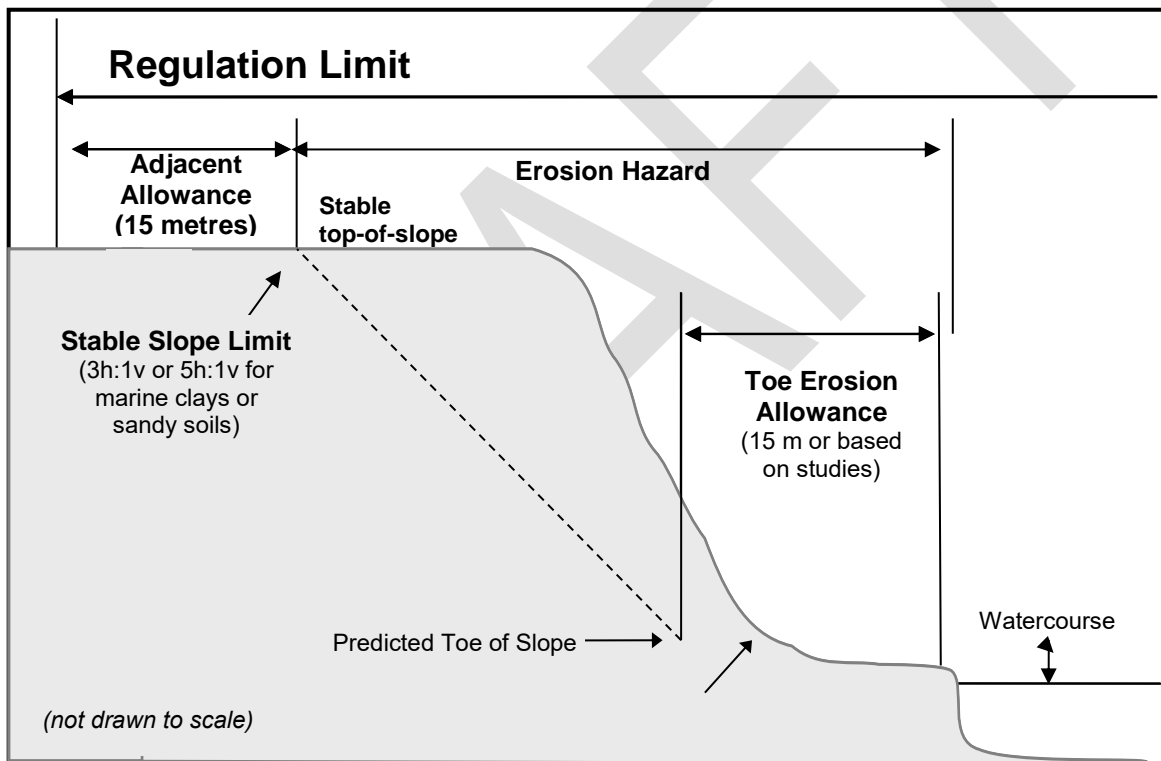 Regulation Limit
Adjacent
Allowance
(15 metres)
Erosion Hazard
Stable
top-of-slope
Stable Slope Limit
(3h:1v or 5h:1v for
marine clays or
sandy soils)
Toe Erosion
Allowance
(15 m or based
on studies)
Predicted Toe of Slope
Watercourse
(not drawn to scale)